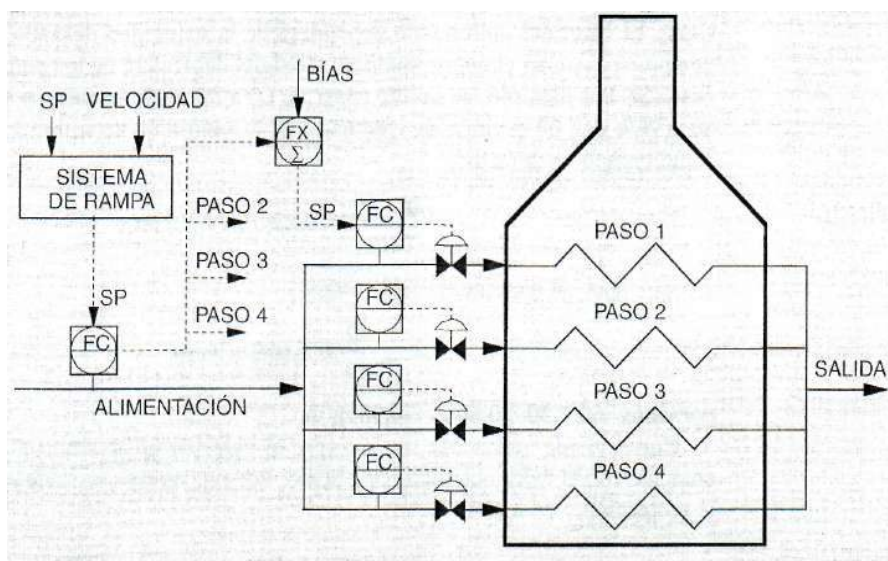 BÍAS
SP VELOCIDAD
FX
Σ
SISTEMA
DE RAMPA
PASO 2
SP
FC
PASO 1
PASO 3
FC
PASO 2
SP
PASO 4
FC
FC
PASO 3
SALIDA
ALIMENTACIÓN
FC
PASO 4